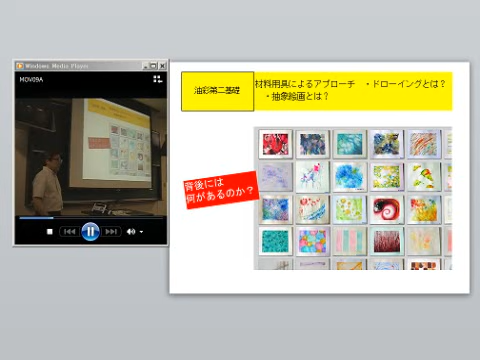 Windows Media Player
MOV09A
油彩第二基礎
材料用具によるアプローチ ・ドローイングとは?
・抽象絵画とは?
背後には
何があるのか?